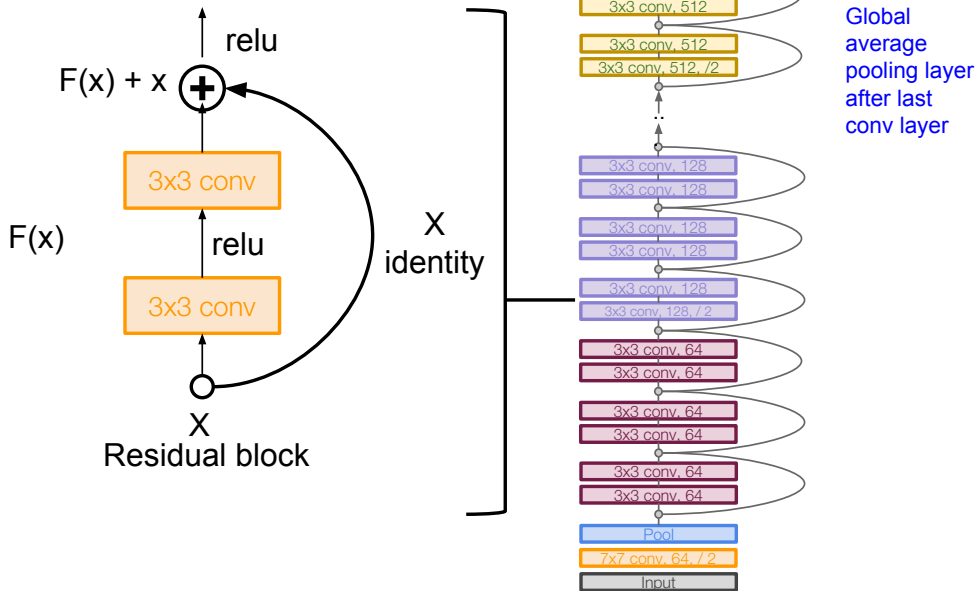 relu
F(x) + x
3x3 conv
F(x)
relu
X
identity
3x3 conv
X
Residual block
3x3 conv, 512
3x3 conv, 512
3x3 conv, 512, /2
..
3x3 conv, 128
3x3 conv, 128
3x3 conv, 128
3x3 conv, 128
3x3 conv, 128
3x3 conv, 128, / 2
3x3 conv, 64
3x3 conv, 64
3x3 conv, 64
3x3 conv, 64
3x3 conv, 64
3x3 conv, 64
Pool
7x7 conv, 64, / 2
Input
Global
average
pooling layer
after last
conv layer